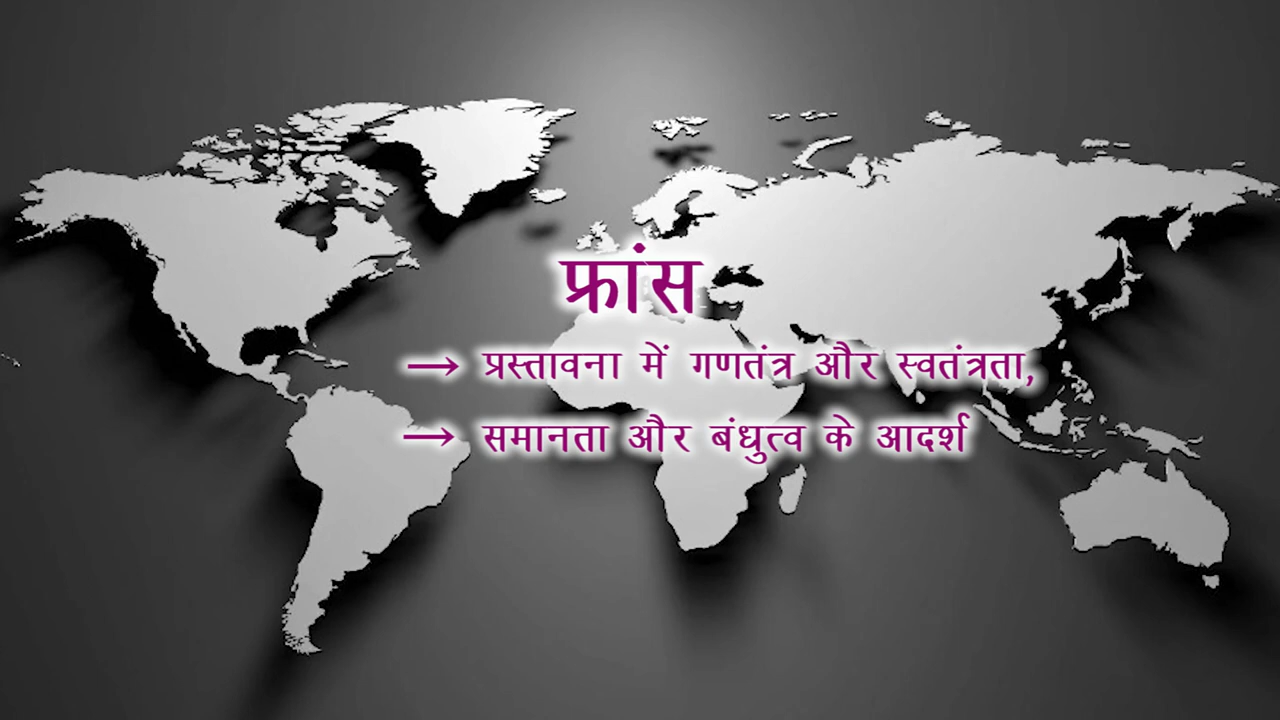 फ्रांस
→ प्रस्तावना में गणतंत्र और स्वतंत्रता,
→ समानता और बंधुत्व के आदर्श